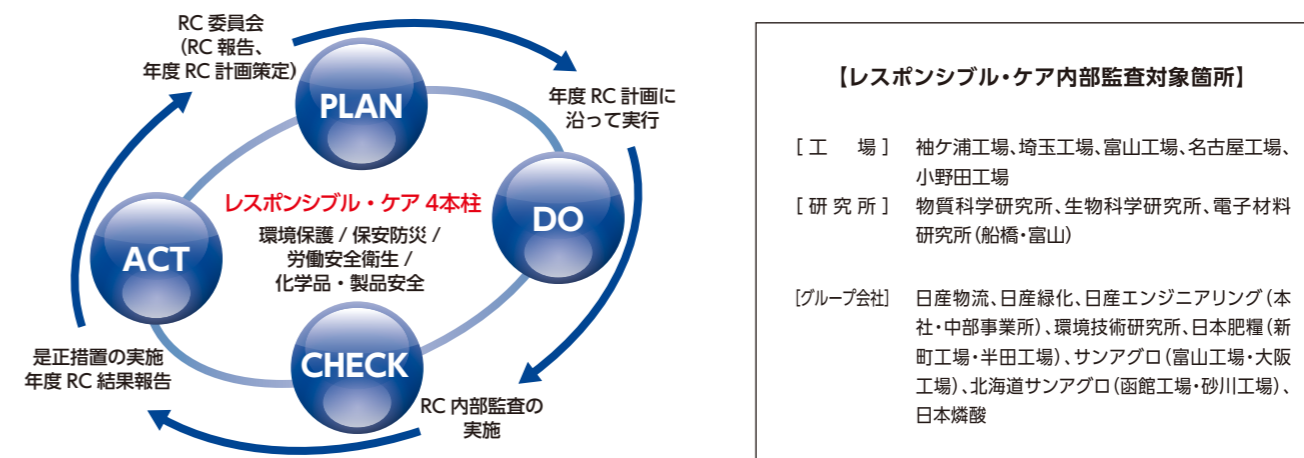 RC 委員会
(RC 報告、
年度 RC 計画策定)
PLAN
年度 RC 計画に
沿って実行
DO
レスポンシブル・ケア 4本柱
環境保護 / 保安防災 /
労働安全衛生 /
化学品・製品安全
ACT
CHECK
是正措置の実施
年度 RC 結果報告
RC 内部監査の
実施
【レスポンシブル・ケア内部監査対象箇所】
[工 場] 袖ケ浦工場、埼玉工場、富山工場、名古屋工場、
小野田工場
[研究所] 物質科学研究所、生物科学研究所、電子材料
研究所(船橋・富山)
[グループ会社] 日産物流、日産緑化、日産エンジニアリング(本
社・中部事業所)、環境技術研究所、日本肥糧(新
町工場・半田工場)、サンアグロ(富山工場・大阪
工場)、北海道サンアグロ(函館工場・砂川工場)、
日本燐酸